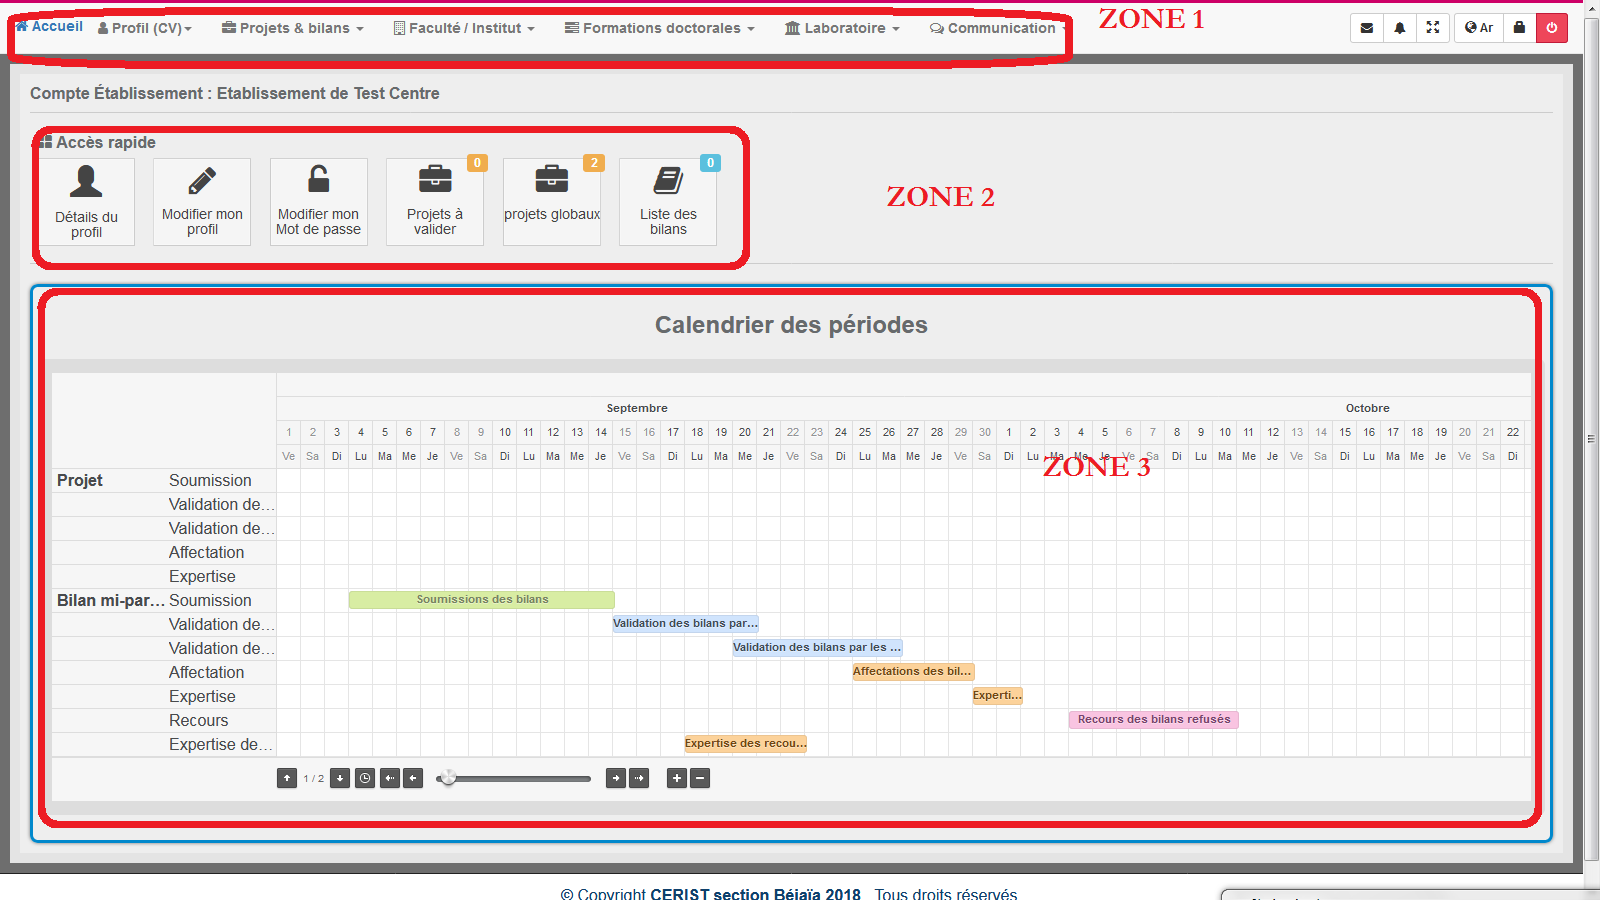 Accueil Profil (CV) Projets & bilans Faculté / Institut Formations doctorales Laboratoire Communication
ZONE 1
Ar
Compte Établissement : Etablissement de Test Centre
Accès rapide
0 2 0
Détails du profil
Modifier mon profil
Modifier mon Mot de passe
Projets à valider
projets globaux
Liste des bilans
ZONE 2
Calendrier des périodes
Septembre Octobre
1 2 3 4 5 6 7 8 9 10 11 12 13 14 15 16 17 18 19 20 21 22 23 24 25 26 27 28 29 30 1 2 3 4 5 6 7 8 9 10 11 12 13 14 15 16 17 18 19 20 21 22
Ve Sa Di Lu Ma Me Je Ve Sa Di Lu Ma Me Je Ve Sa Di Lu Ma Me Je Ve Sa Di Lu Ma Me Je Ve Sa Di Lu Ma Me Je Ve Sa Di Lu Ma Me Je Ve Sa Di Lu Ma Me Je Ve Sa Di
ZONE 3
Projet Soumission
Validation de...
Validation de...
Affectation
Expertise
Bilan mi-par... Soumission Soumissions des bilans
Validation de... Validation des bilans par...
Validation de... Validation des bilans par les ...
Affectation Affectations des bil...
Expertise Experti...
Recours Recours des bilans refusés
Expertise de... Expertise des recou...
1 / 2
© Copyright CERIST section Béjaïa 2018 Tous droits réservés